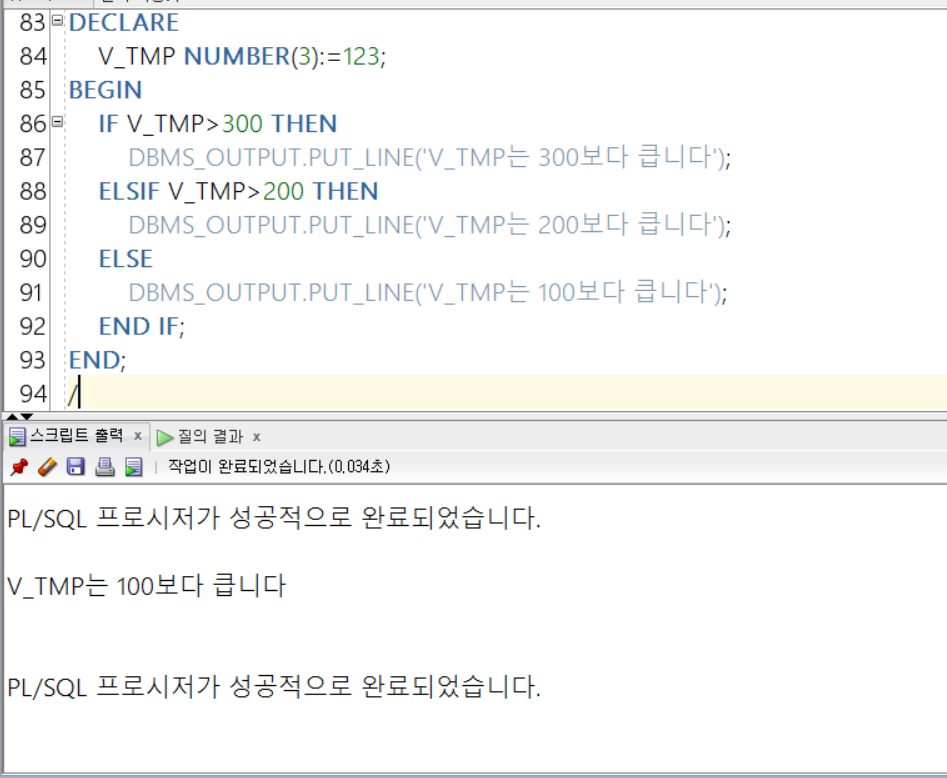 83 DECLARE
84 V_TMP NUMBER(3):=123;
85 BEGIN
86 IF V_TMP>300 THEN
87 DBMS_OUTPUT.PUT_LINE('V_TMP는 300보다 큽니다');
88 ELSIF V_TMP>200 THEN
89 DBMS_OUTPUT.PUT_LINE('V_TMP는 200보다 큽니다');
90 ELSE
91 DBMS_OUTPUT.PUT_LINE('V_TMP는 100보다 큽니다');
92 END IF;
93 END;
94 /
스크립트 출력 x 질의 결과 x
작업이 완료되었습니다.(0.034초)
PL/SQL 프로시저가 성공적으로 완료되었습니다.
V_TMP는 100보다 큽니다
PL/SQL 프로시저가 성공적으로 완료되었습니다.